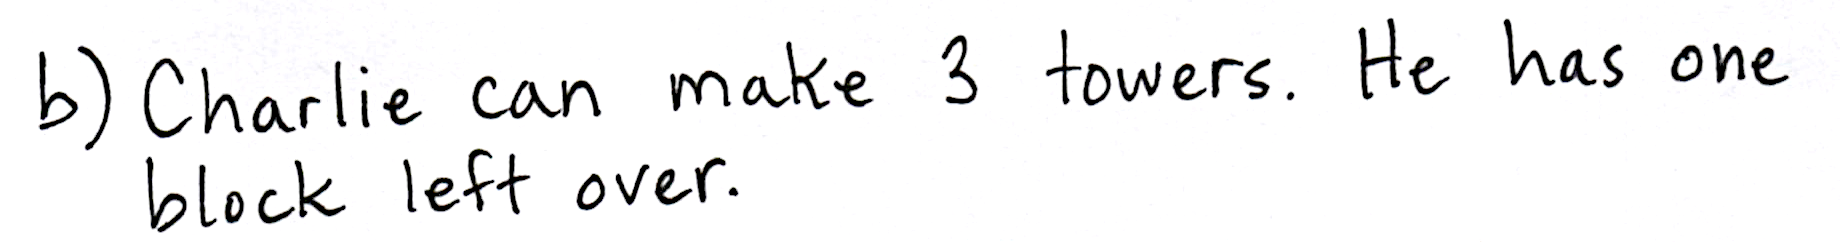 b) Charlie can make 3 towers. He has one
block left over.